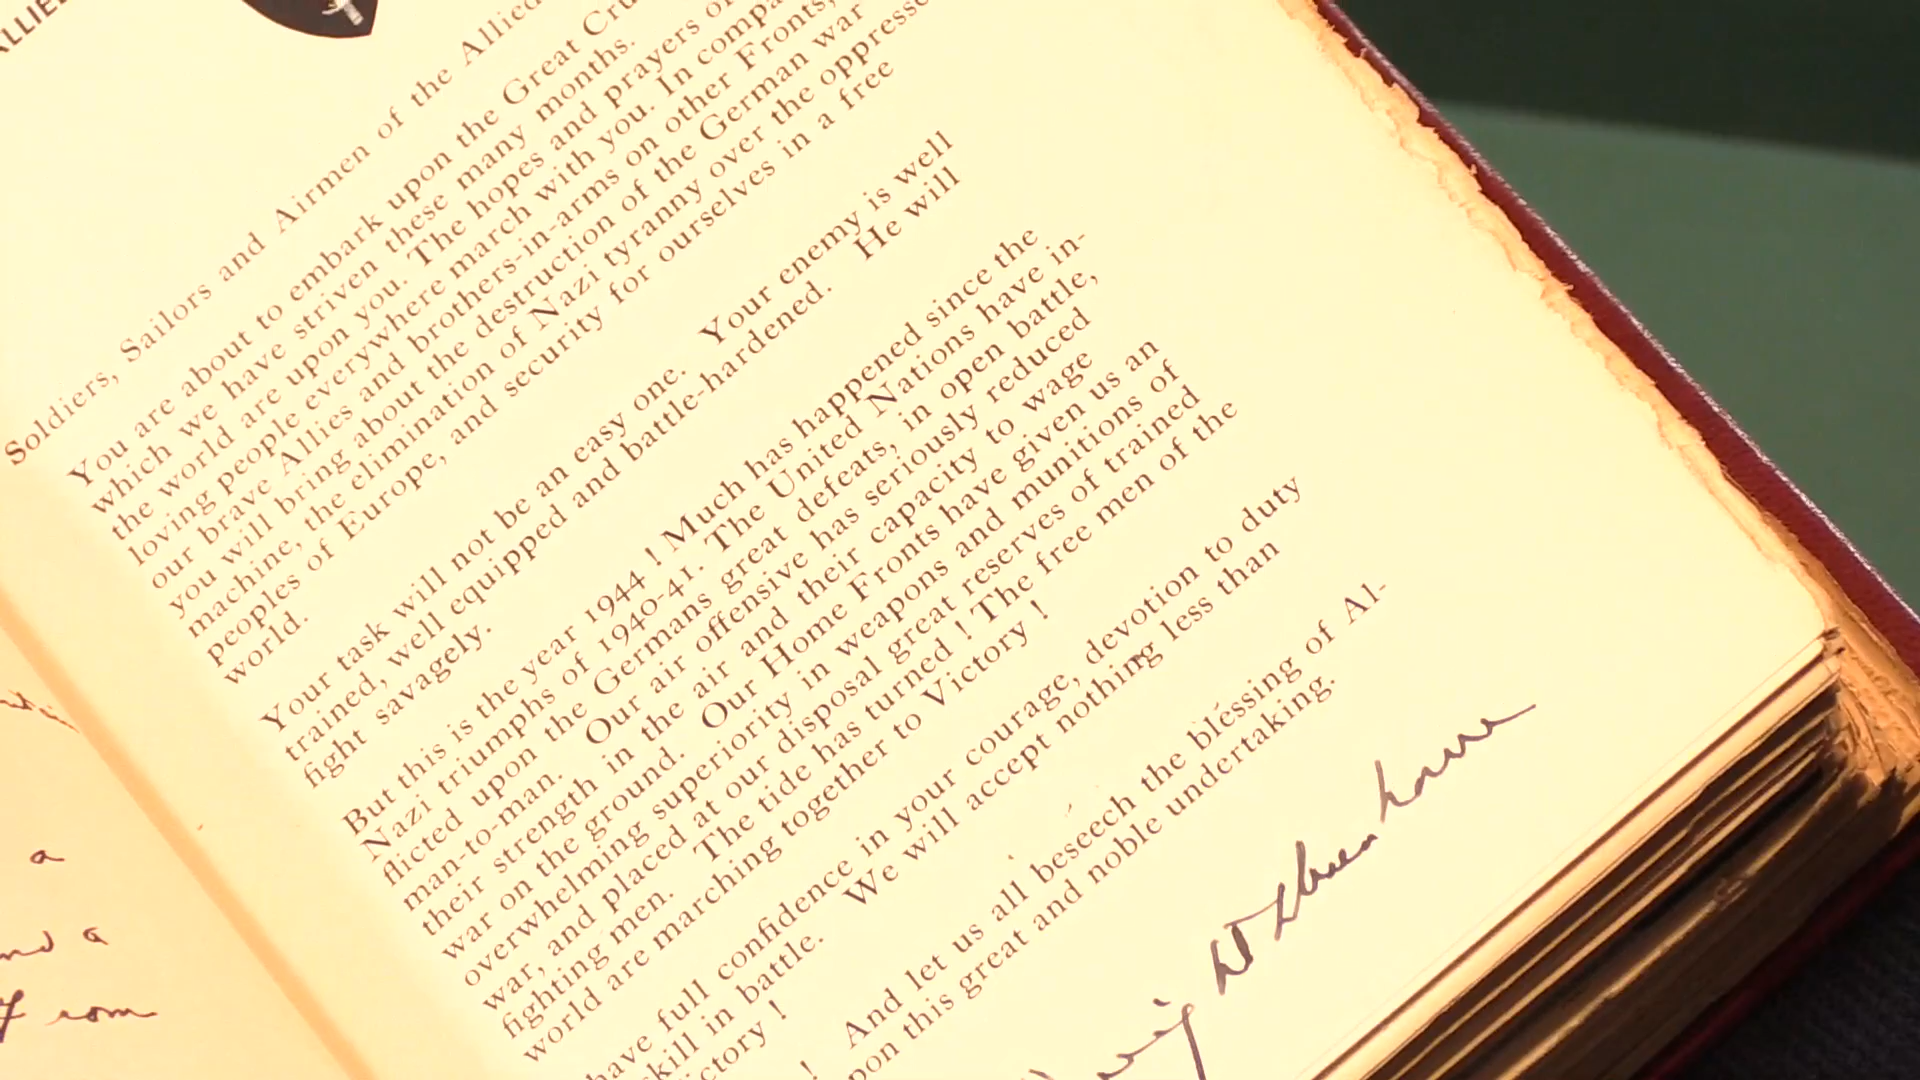 Soldiers, Sailors and Airmen of the Allied
You are about to embark upon the Great
which we have striven these many months.
the world are upon you. The hopes and prayers
loving people everywhere march with you. In
our brave Allies and brothers-in-arms on other Fronts,
you will bring about the destruction of the German war
machine, the elimination of Nazi tyranny over the
peoples of Europe, and security for ourselves in a free
world.
Your task will not be an easy one. Your enemy is well
trained, well equipped and battle-hardened. He will
fight savagely.
But this is the year 1944 ! Much has happened since the
Nazi triumphs of 1940-41. The United Nations have in-
flicted upon the Germans great defeats, in open battle,
man-to-man. Our air offensive has seriously reduced
their strength in the air and their capacity to wage
war on the ground. Our Home Fronts have given us an
overwhelming superiority in weapons and munitions of
war, and placed at our disposal great reserves of trained
fighting men. The tide has turned ! The free men of the
world are marching together to Victory !
have full confidence in your courage, devotion to duty
skill in battle. We will accept nothing less than
! And let us all beseech the blessing of Al-
this great and noble undertaking.
Dwight D Eisenhower
a
a
from